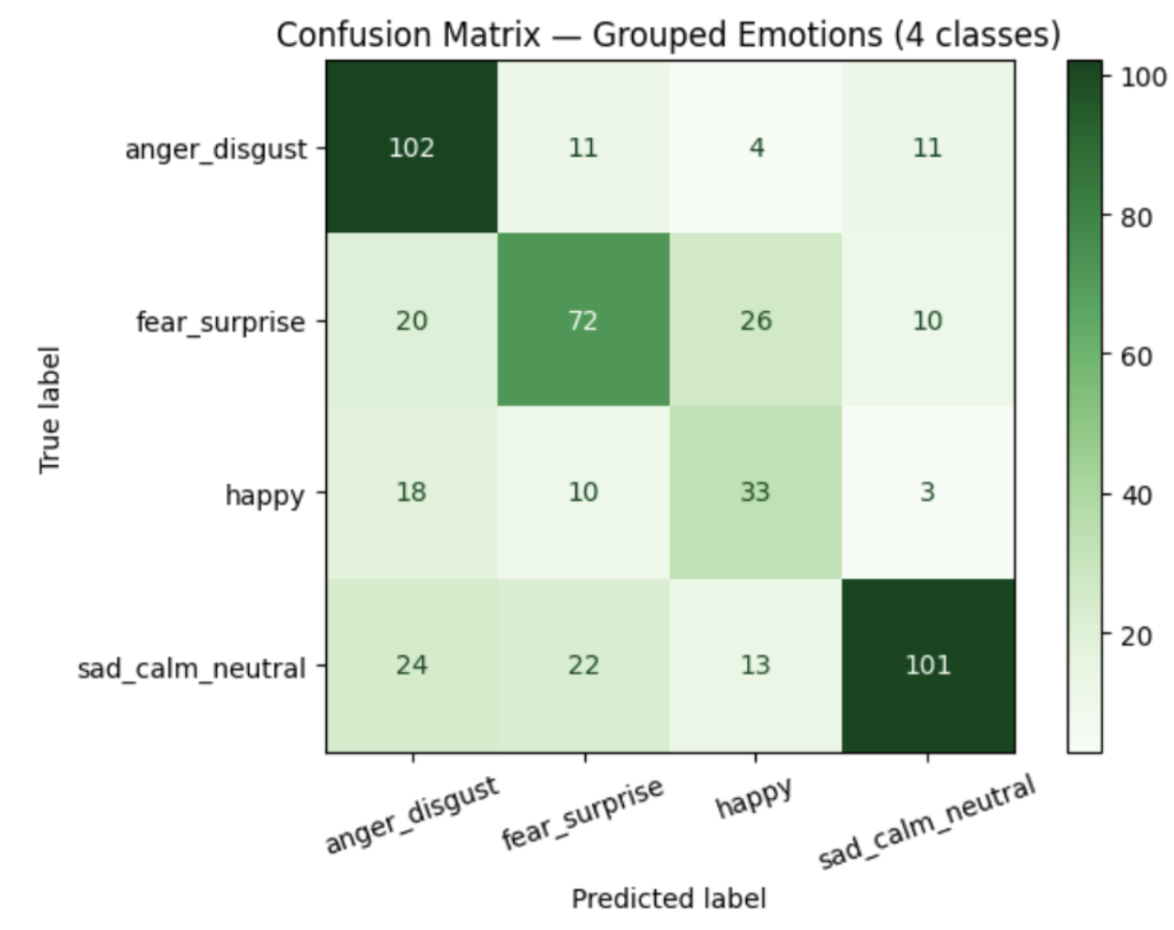 Confusion Matrix — Grouped Emotions (4 classes)
anger_disgust 102 11 4 11
fear_surprise 20 72 26 10
happy 18 10 33 3
sad_calm_neutral 24 22 13 101
anger_disgust fear_surprise happy sad_calm_neutral
Predicted label
True label
100
80
60
40
20